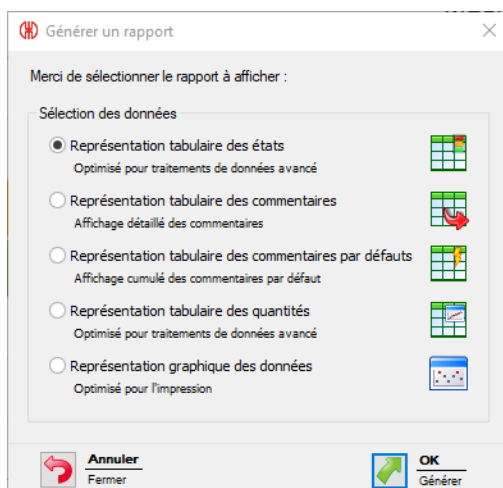 Générer un rapport
Merci de sélectionner le rapport à afficher :
Sélection des données
Représentation tabulaire des états
Optimisé pour traitements de données avancé
Représentation tabulaire des commentaires
Affichage détaillé des commentaires
Représentation tabulaire des commentaires par défauts
Affichage cumulé des commentaires par défaut
Représentation tabulaire des quantités
Optimisé pour traitements de données avancé
Représentation graphique des données
Optimisé pour l'impression
Annuler
Fermer
OK
Générer